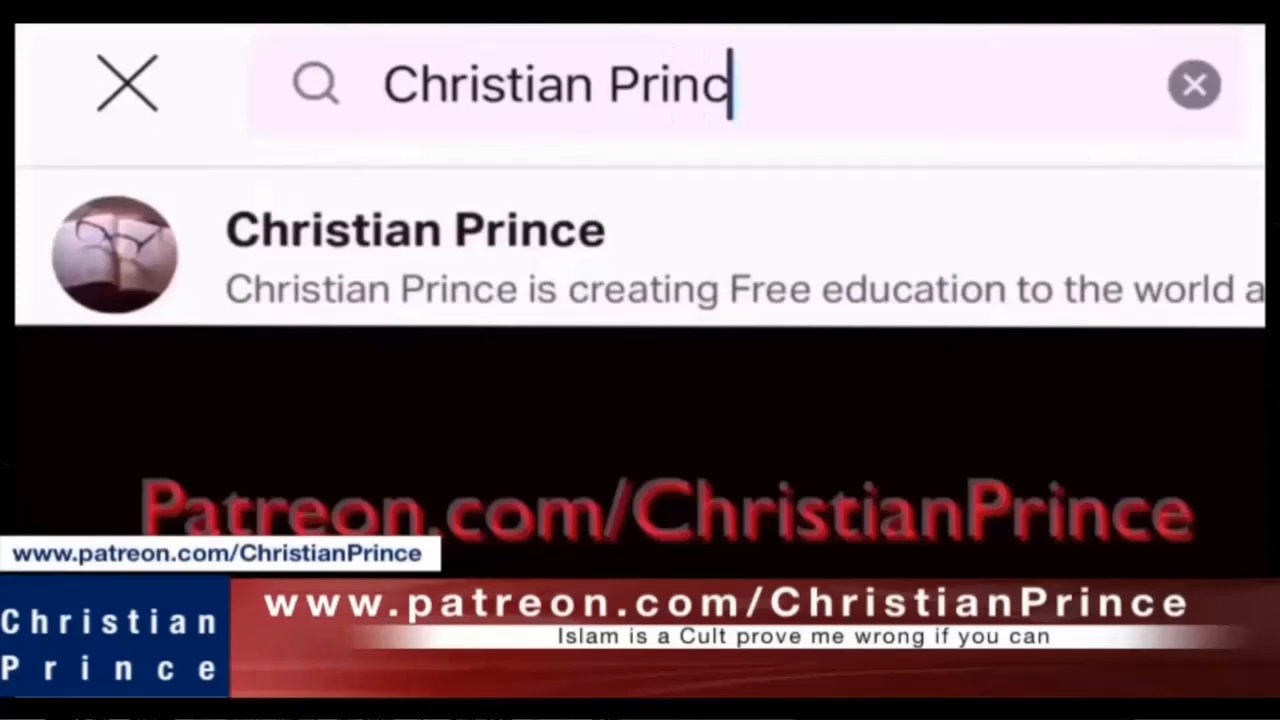 Christian Princ
Christian Prince
Christian Prince is creating Free education to the world a
Patreon.com/ChristianPrince
www.patreon.com/ChristianPrince
Christian
Prince
www.patreon.com/ChristianPrince
Islam is a Cult prove me wrong if you can